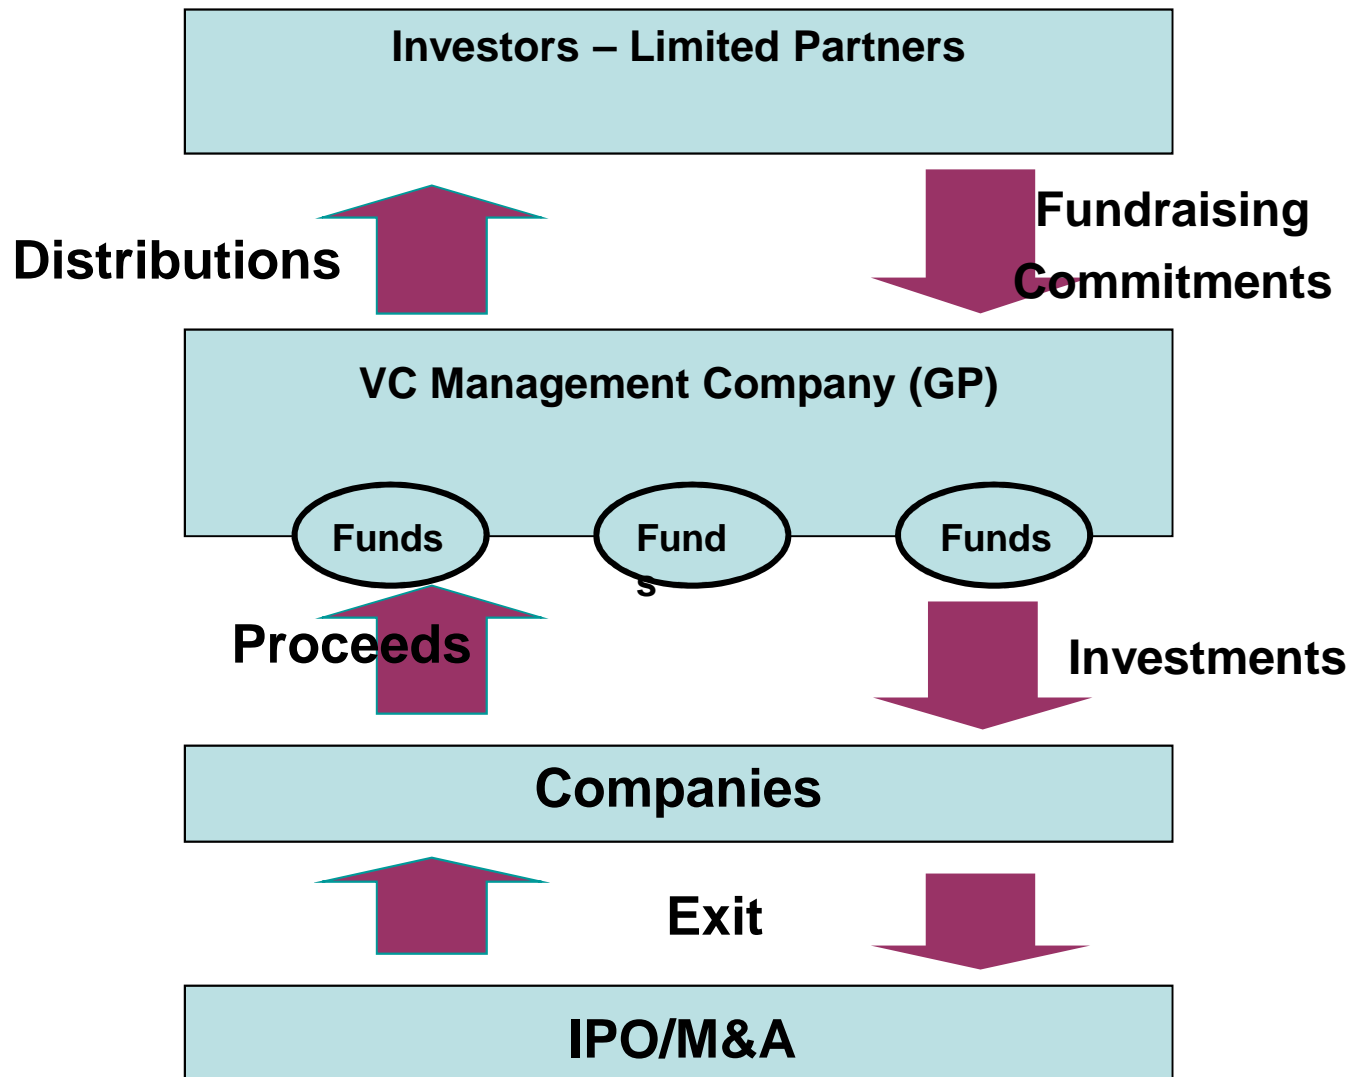 Investors – Limited Partners
Distributions
Fundraising
Commitments
VC Management Company (GP)
Funds
Fund
s
Funds
Proceeds
Investments
Companies
Exit
IPO/M&A